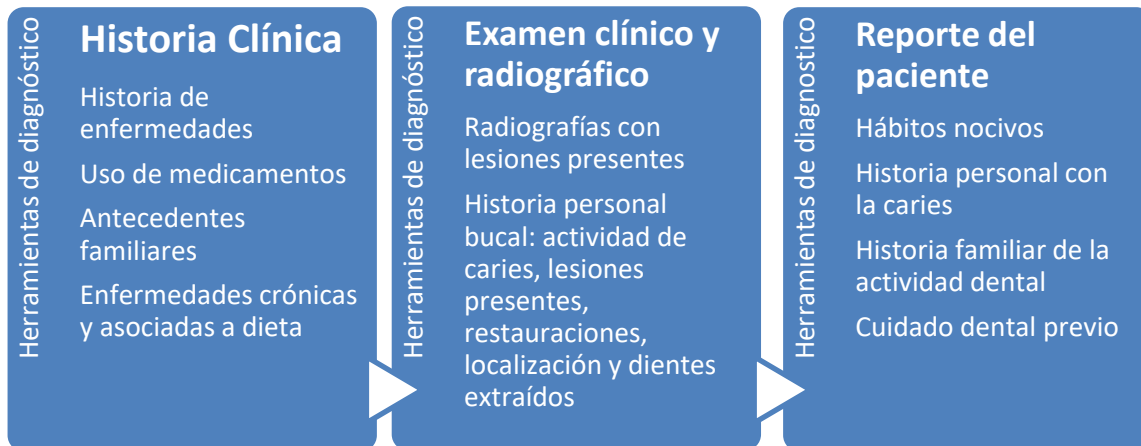 Herramientas de diagnóstico
Historia Clínica
Historia de
enfermedades
Uso de medicamentos
Antecedentes
familiares
Enfermedades crónicas
y asociadas a dieta
Herramientas de diagnóstico
Examen clínico y
radiográfico
Radiografías con
lesiones presentes
Historia personal
bucal: actividad de
caries, lesiones
presentes,
restauraciones,
localización y dientes
extraídos
Herramientas de diagnostico
Reporte del
paciente
Hábitos nocivos
Historia personal con
la caries
Historia familiar de la
actividad dental
Cuidado dental previo